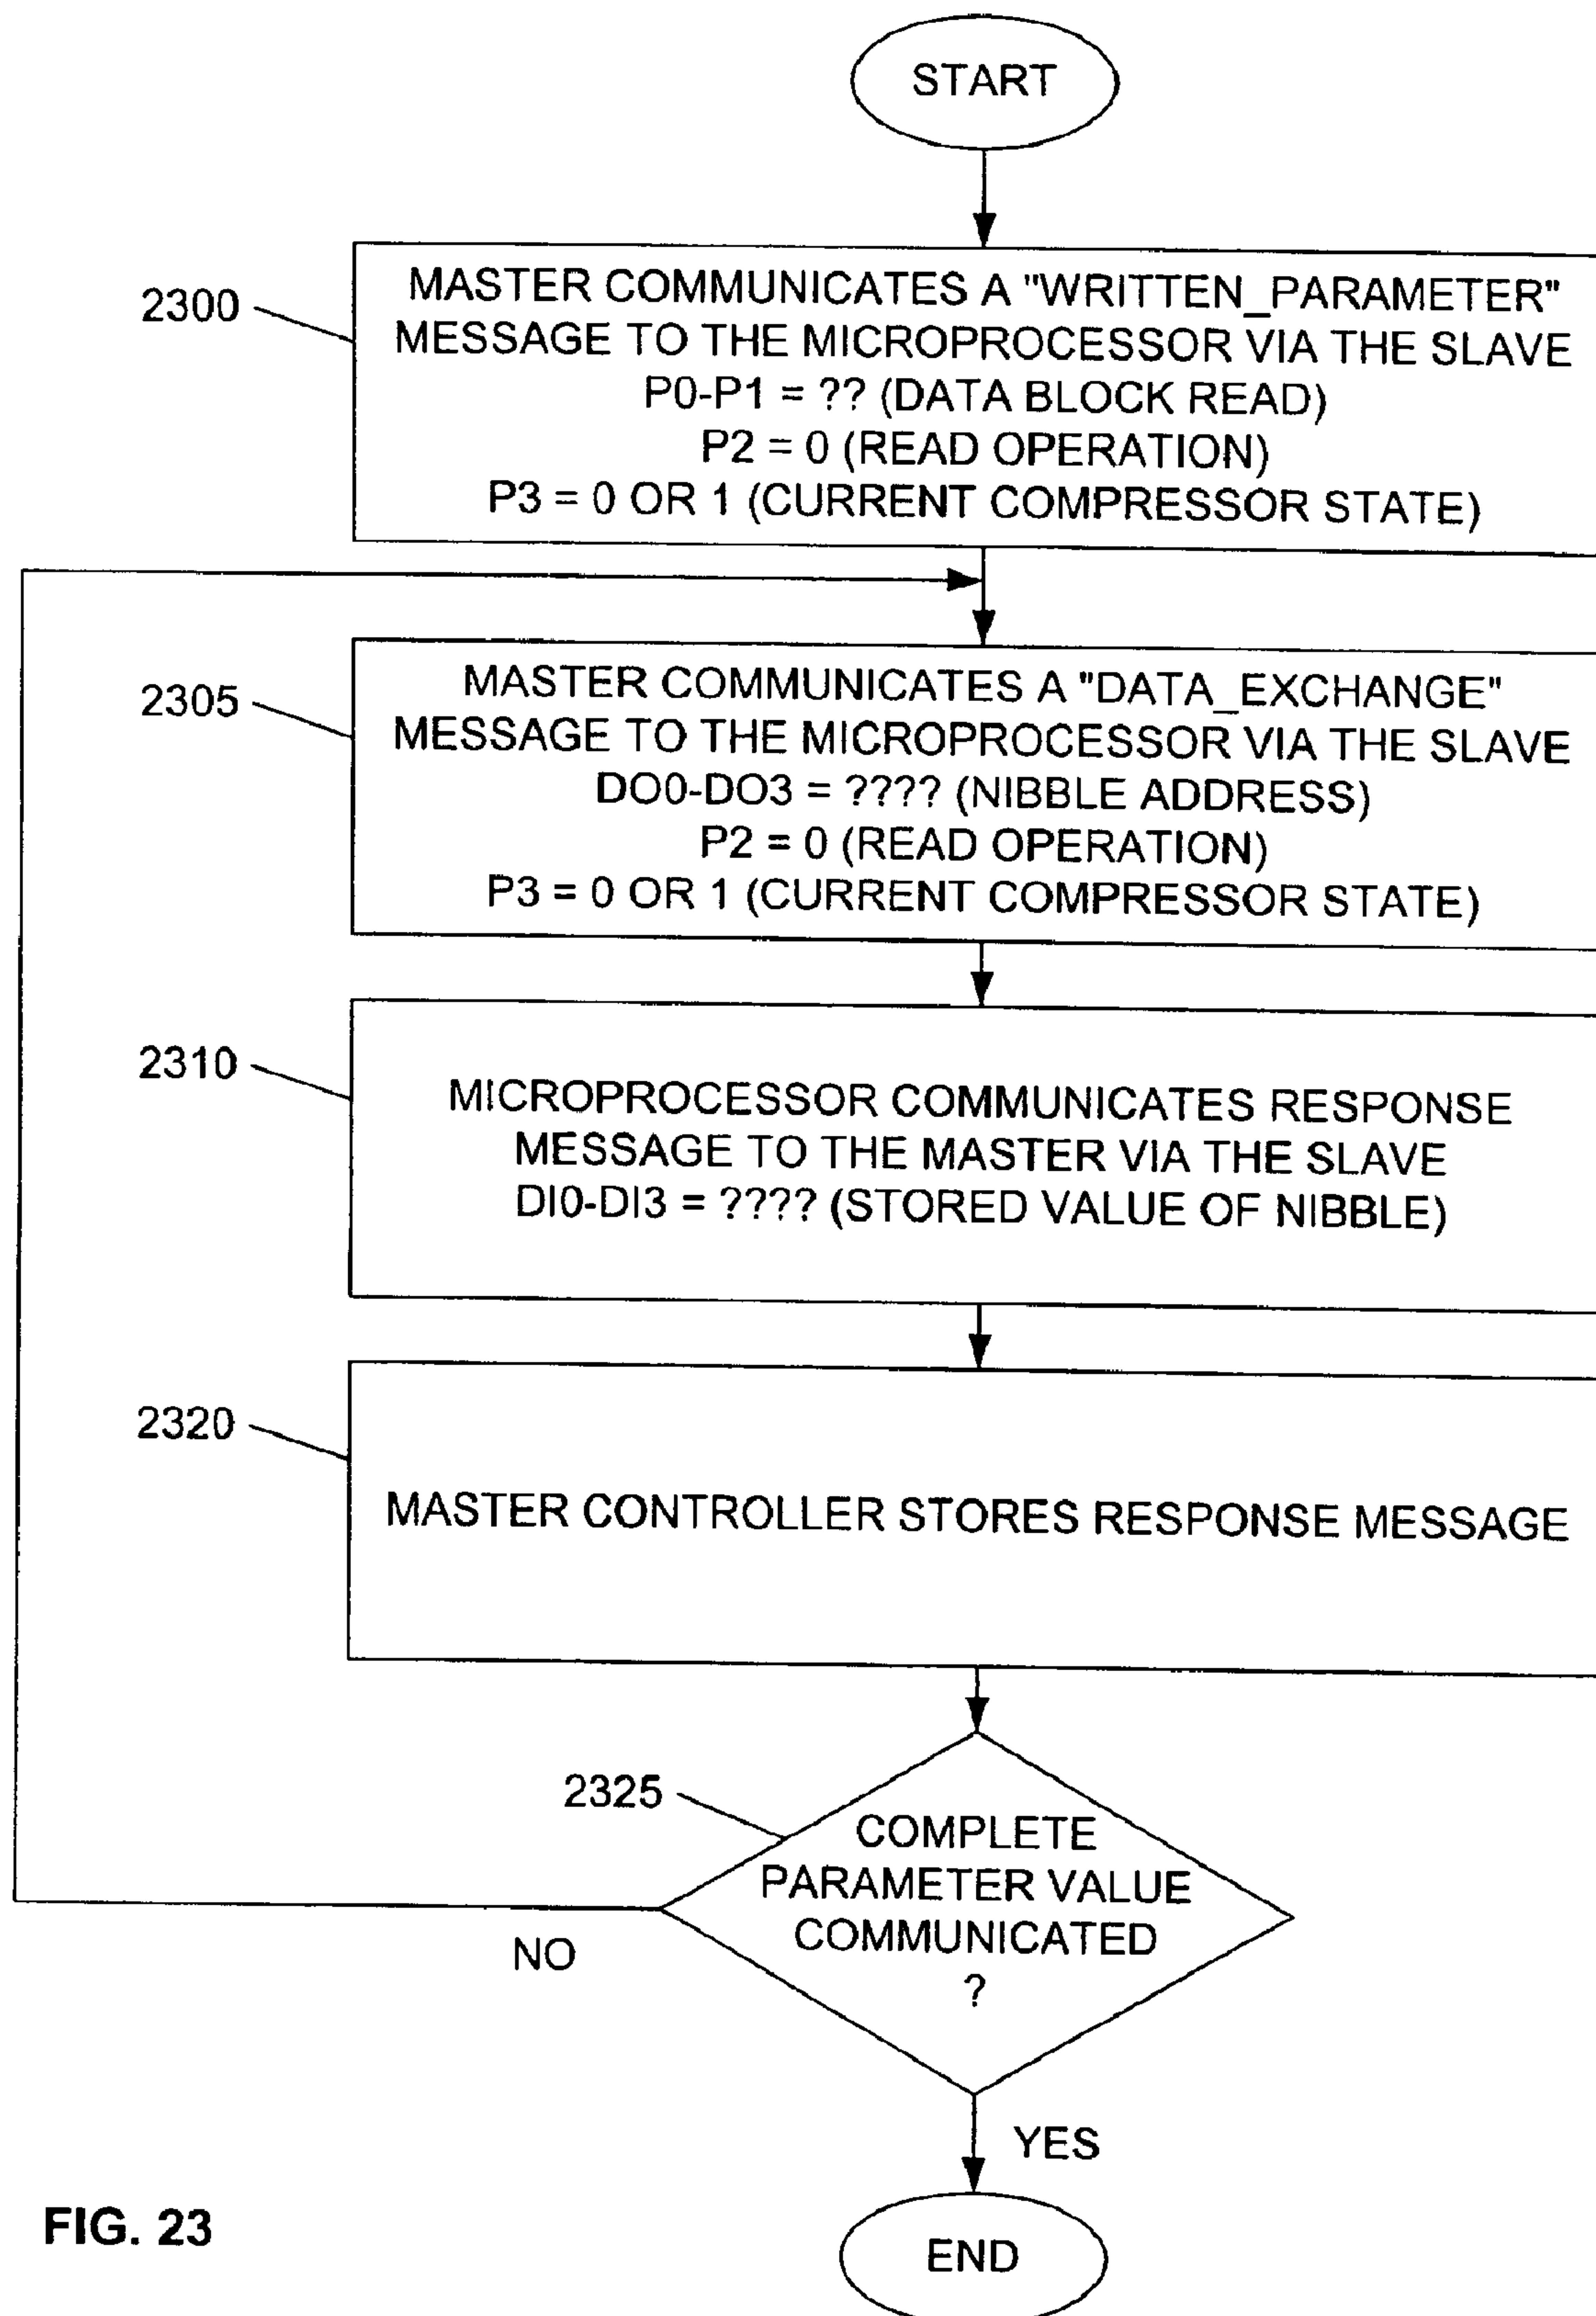 START
2300
MASTER COMMUNICATES A "WRITTEN_PARAMETER"
MESSAGE TO THE MICROPROCESSOR VIA THE SLAVE
P0-P1 = ?? (DATA BLOCK READ)
P2 = 0 (READ OPERATION)
P3 = 0 OR 1 (CURRENT COMPRESSOR STATE)
2305
MASTER COMMUNICATES A "DATA_EXCHANGE"
MESSAGE TO THE MICROPROCESSOR VIA THE SLAVE
DO0-DO3 = ???? (NIBBLE ADDRESS)
P2 = 0 (READ OPERATION)
P3 = 0 OR 1 (CURRENT COMPRESSOR STATE)
2310
MICROPROCESSOR COMMUNICATES RESPONSE
MESSAGE TO THE MASTER VIA THE SLAVE
DI0-DI3 = ???? (STORED VALUE OF NIBBLE)
2320
MASTER CONTROLLER STORES RESPONSE MESSAGE
2325
COMPLETE
PARAMETER VALUE
COMMUNICATED
?
NO
YES
END
FIG. 23